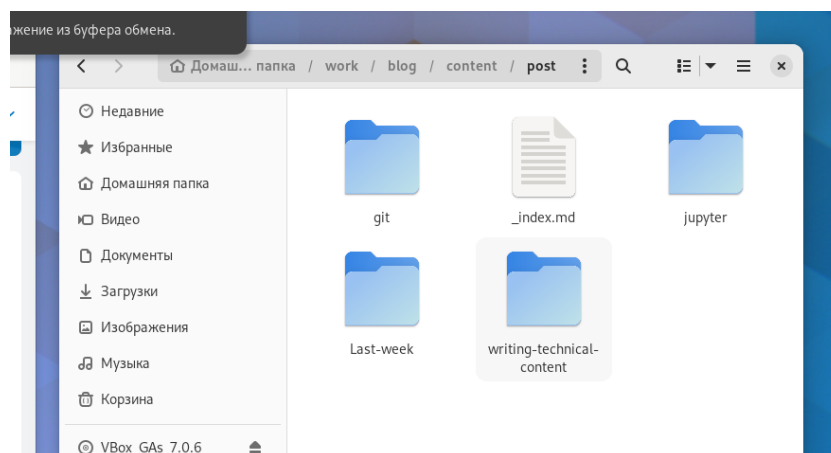 ажение из буфера обмена.
Домаш... папка / work / blog / content / post
Недавние
Избранные
Домашняя папка
Видео
Документы
Загрузки
Изображения
Музыка
Корзина
VBox_GAs_7.0.6
git
_index.md
jupyter
Last-week
writing-technical-
content